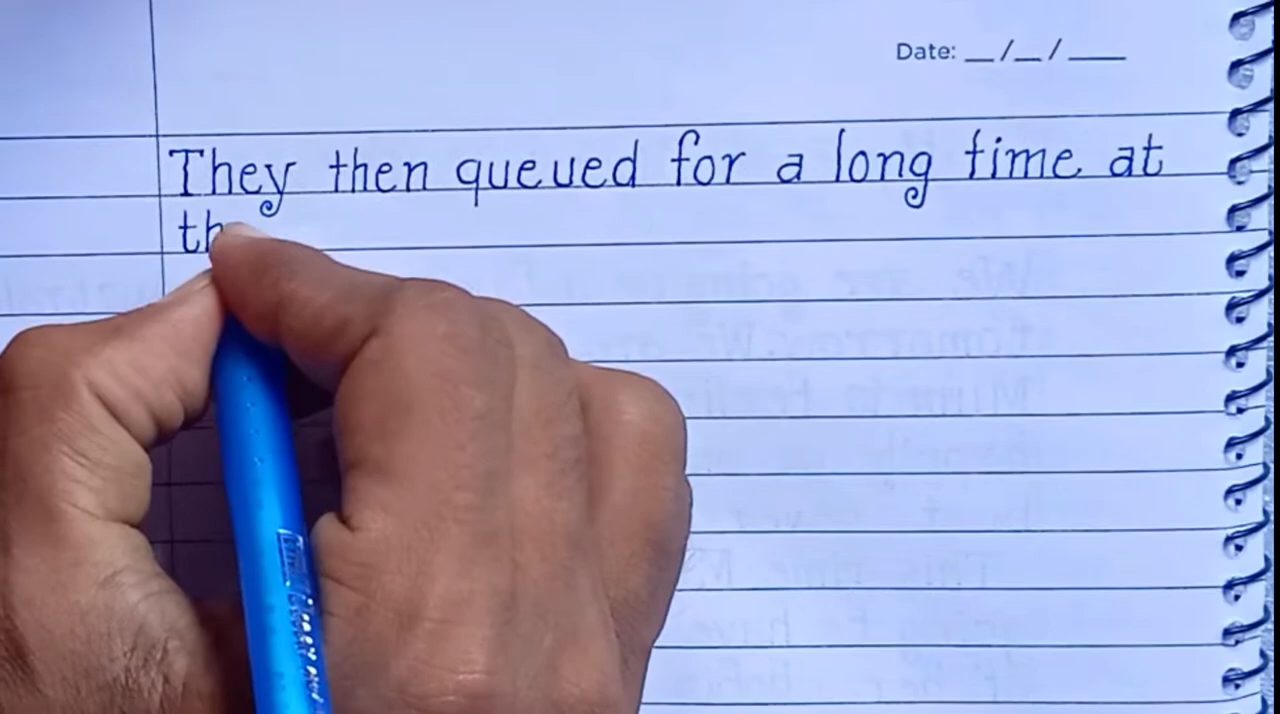 Date: __/__/____
They then queued for a long time at
th